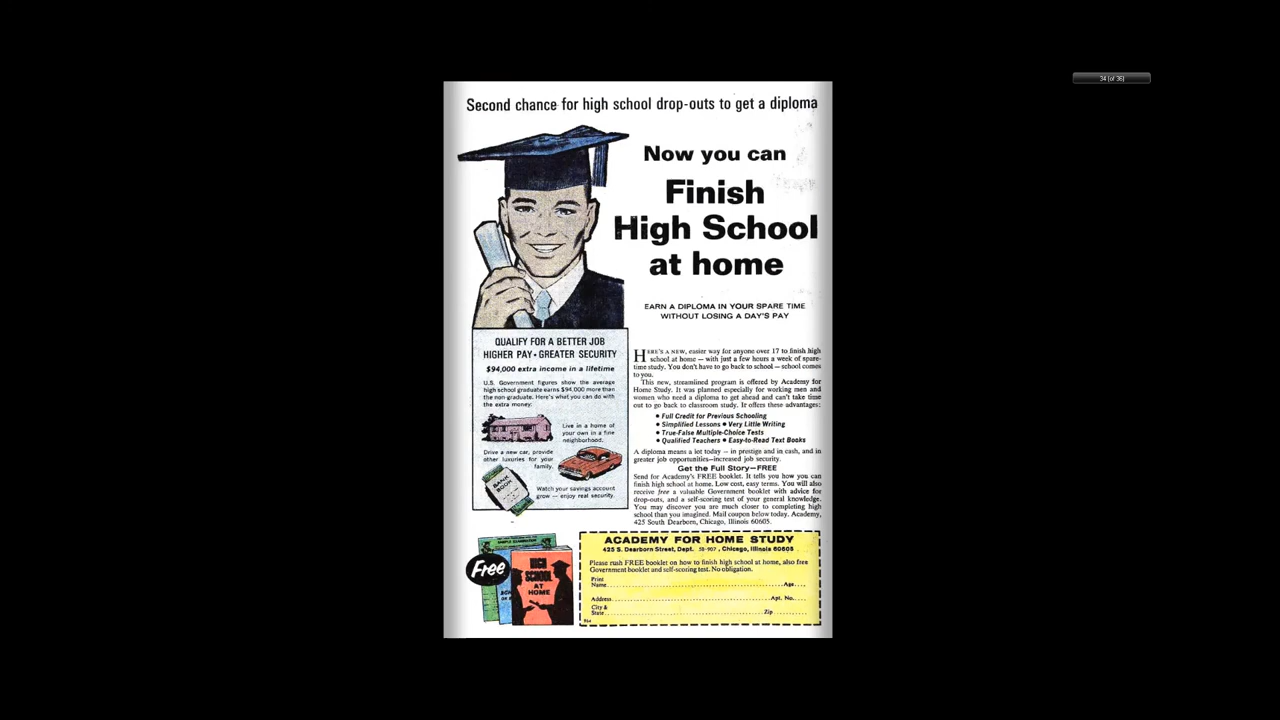 34 (of 36)
Second chance for high school drop-outs to get a diploma
Now you can
Finish
High School
at home
EARN A DIPLOMA IN YOUR SPARE TIME
WITHOUT LOSING A DAY'S PAY
QUALIFY FOR A BETTER JOB
HIGHER PAY • GREATER SECURITY
$94,000 extra income in a lifetime
U.S. Government figures show the average
high school graduate earns $94,000 more than
the non-graduate. Here's what you can do with
the extra money:
Live in a home of
your own in a fine
neighborhood.
Drive a new car, provide
other luxuries for your
family.
BANK
BOOK
Watch your savings account
grow — enjoy real security.
HERE'S A NEW, easier way for anyone over 17 to finish high
school at home — with just a few hours a week of spare-
time study. You don't have to go back to school — school comes
to you.
This new, streamlined program is offered by Academy for
Home Study. It was planned especially for working men and
women who need a diploma to get ahead and can't take time
out to go back to classroom study. It offers these advantages:
• Full Credit for Previous Schooling
• Simplified Lessons • Very Little Writing
• True-False Multiple-Choice Tests
• Qualified Teachers • Easy-to-Read Text Books
A diploma means a lot today — in prestige and in cash, and in
greater job opportunities—increased job security.
Get the Full Story—FREE
Send for Academy's FREE booklet. It tells you how you can
finish high school at home. Low cost, easy terms. You will also
receive free a valuable Government booklet with advice for
drop-outs, and a self-scoring test of your general knowledge.
You may discover you are much closer to completing high
school than you imagined. Mail coupon below today. Academy,
425 South Dearborn, Chicago, Illinois 60605.
Free
HIGH
SCHOOL
AT
HOME
ACADEMY FOR HOME STUDY
425 S. Dearborn Street, Dept. 58-907, Chicago, Illinois 60605
Please rush FREE booklet on how to finish high school at home, also free
Government booklet and self-scoring test. No obligation.
Print
Name Age
Address Apt. No.
City &
State Zip